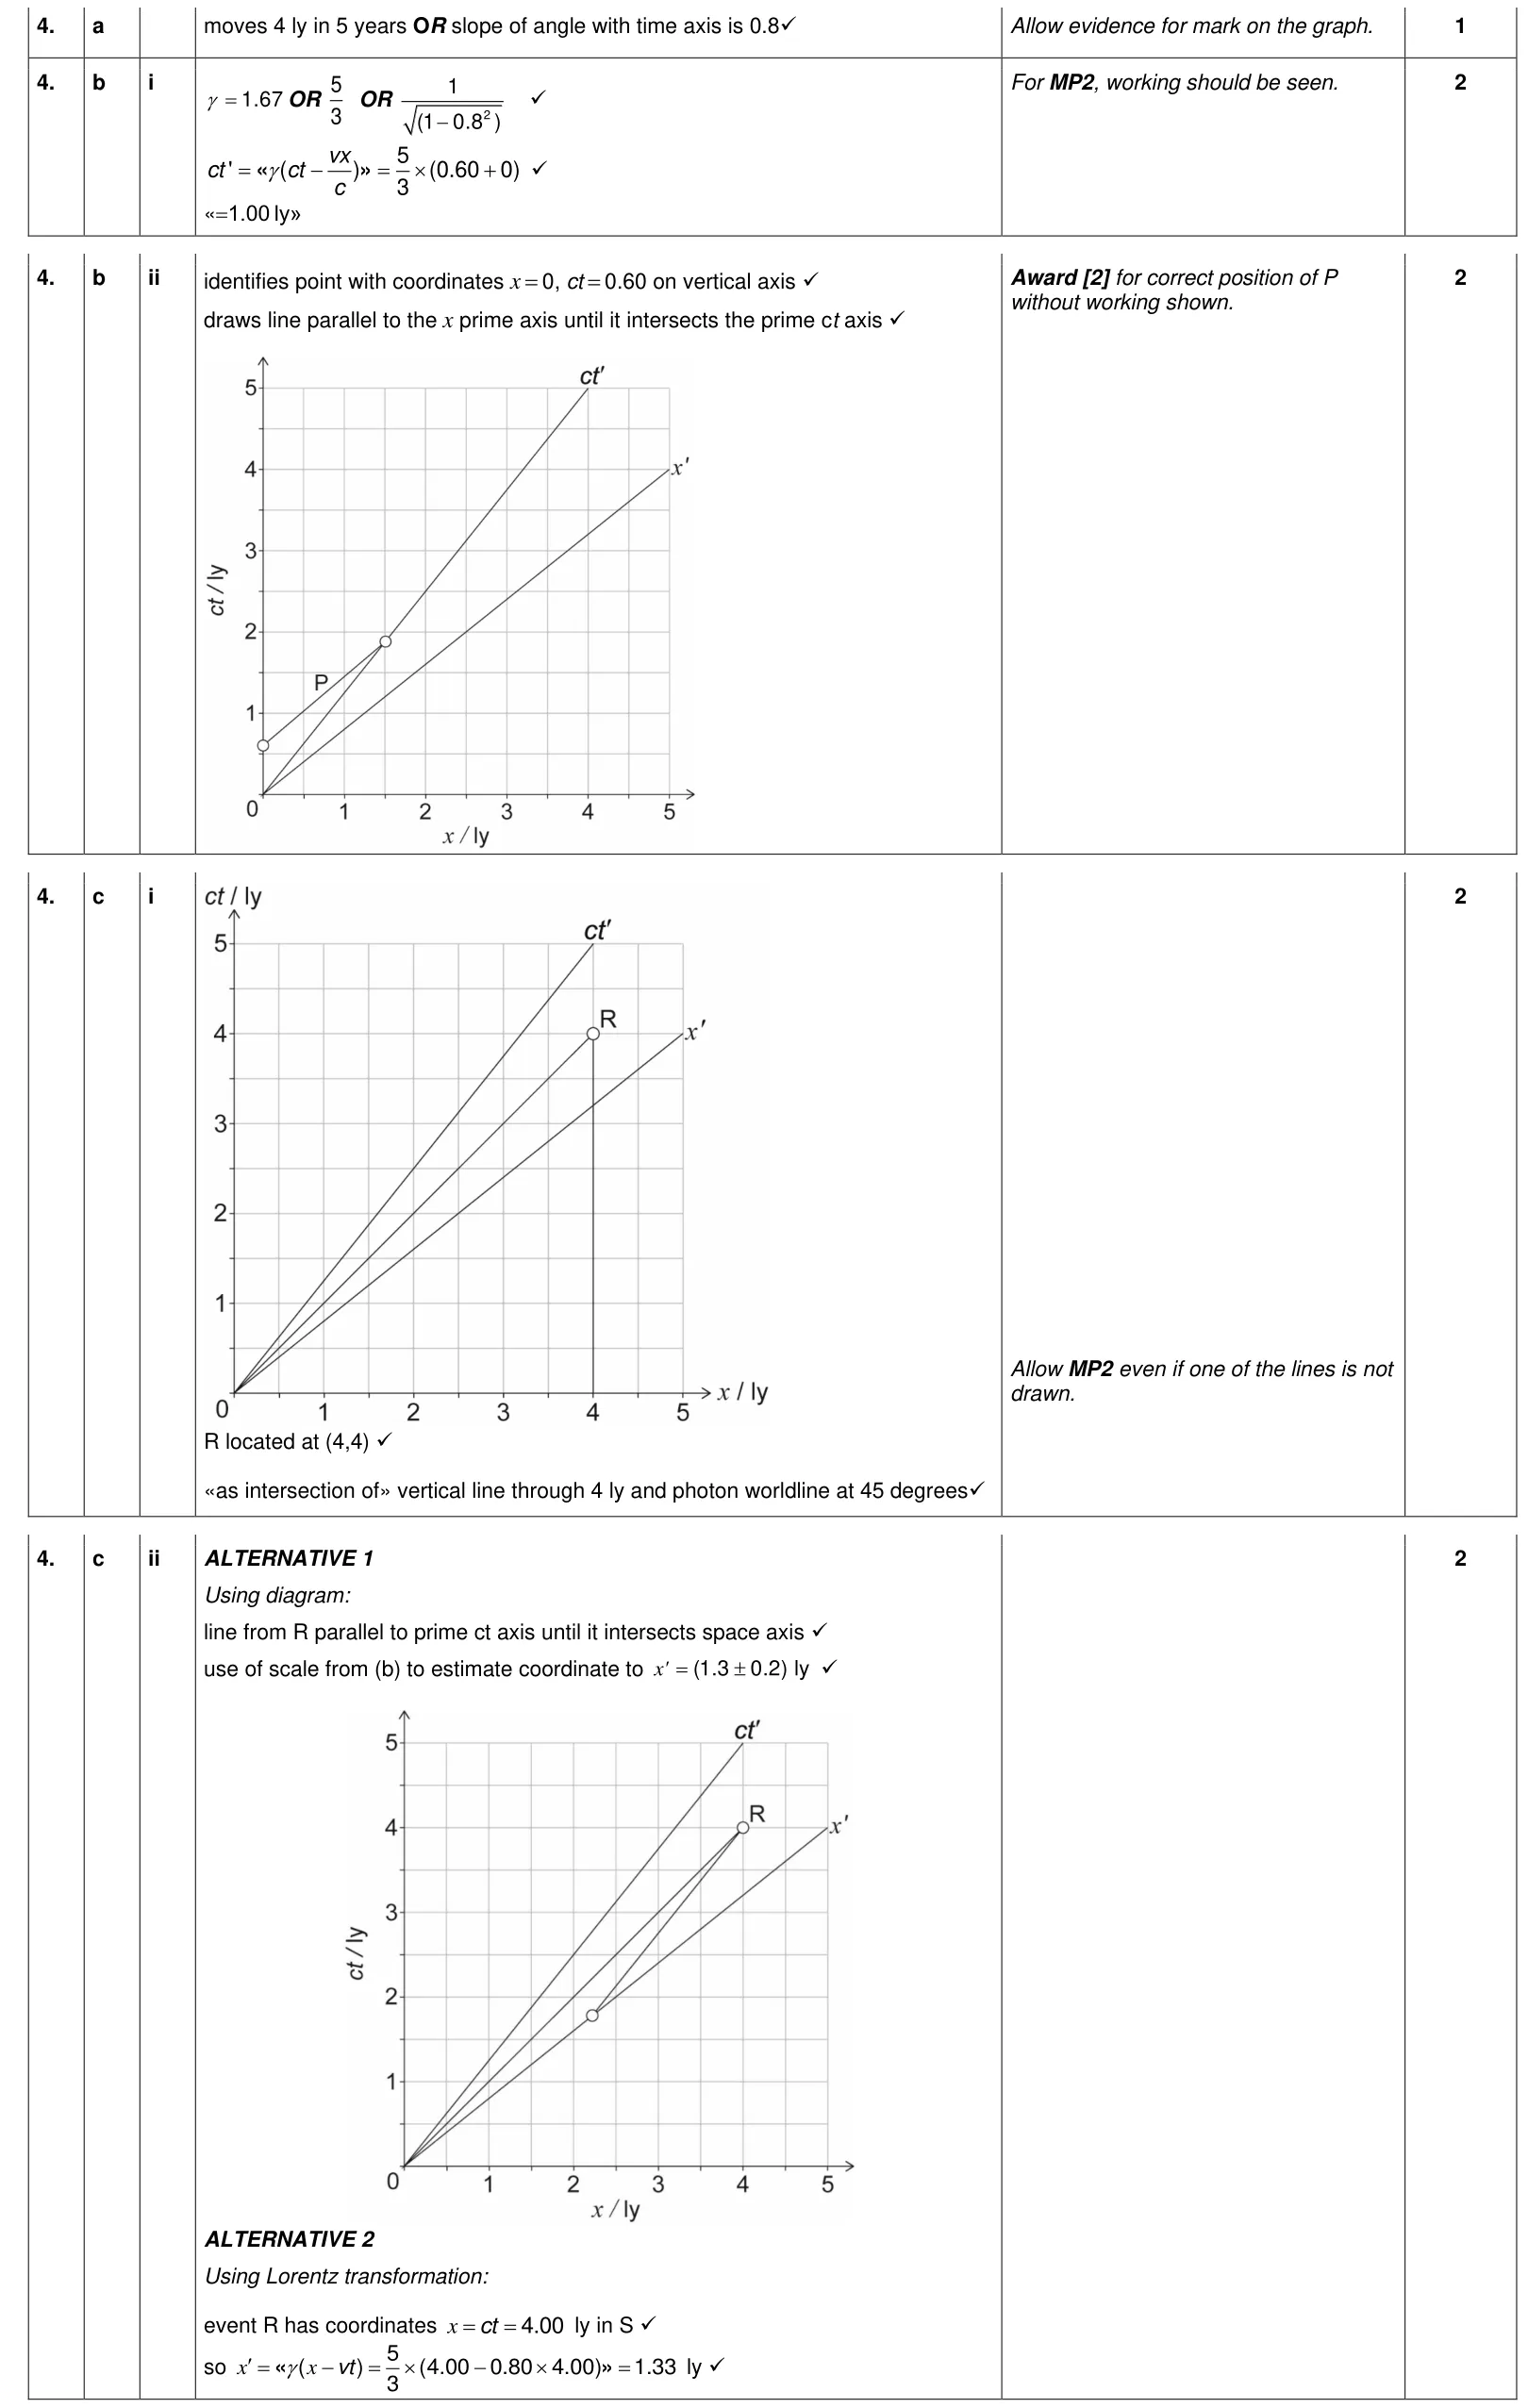 4. a moves 4 ly in 5 years OR slope of angle with time axis is 0.8✓ Allow evidence for mark on the graph. 1
4. b i γ = 1.67 OR 5/3 OR 1/√(1 − 0.8²) ✓ For MP2, working should be seen. 2
ct' = «γ(ct − vx/c)» = 5/3 × (0.60 + 0) ✓
«=1.00 ly»
4. b ii identifies point with coordinates x = 0, ct = 0.60 on vertical axis ✓ Award [2] for correct position of P 2
without working shown.
draws line parallel to the x prime axis until it intersects the prime ct axis ✓
ct'
5
x'
4
3
ct / ly
2
P
1
0 1 2 3 4 5
x / ly
4. c i ct / ly 2
ct'
5
R
4 x'
3
2
1
Allow MP2 even if one of the lines is not
drawn.
x / ly
0 1 2 3 4 5
R located at (4,4) ✓
«as intersection of» vertical line through 4 ly and photon worldline at 45 degrees✓
4. c ii ALTERNATIVE 1 2
Using diagram:
line from R parallel to prime ct axis until it intersects space axis ✓
use of scale from (b) to estimate coordinate to x' = (1.3 ± 0.2) ly ✓
ct'
5
R
4 x'
3
ct / ly
2
1
0 1 2 3 4 5
x / ly
ALTERNATIVE 2
Using Lorentz transformation:
event R has coordinates x = ct = 4.00 ly in S ✓
so x' = «γ(x − vt) = 5/3 × (4.00 − 0.80 × 4.00)» = 1.33 ly ✓